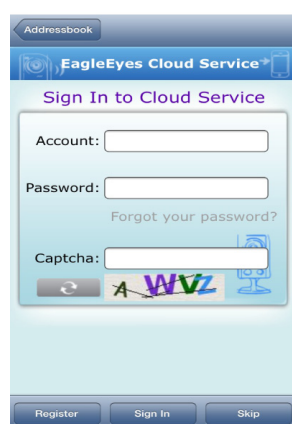 Addressbook
EagleEyes Cloud Service
Sign In to Cloud Service
Account:
Password:
Forgot your password?
Captcha:
A WVZ
Register Sign In Skip